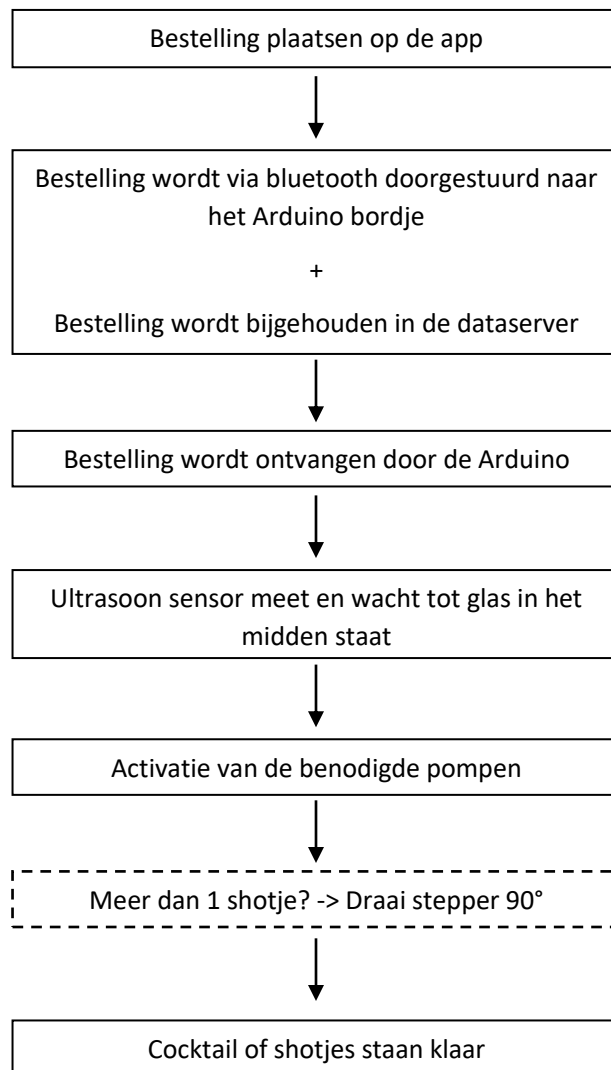 Bestelling plaatsen op de app
Bestelling wordt via bluetooth doorgestuurd naar
het Arduino bordje
+
Bestelling wordt bijgehouden in de dataserver
Bestelling wordt ontvangen door de Arduino
Ultrasoon sensor meet en wacht tot glas in het
midden staat
Activatie van de benodigde pompen
Meer dan 1 shotje? -> Draai stepper 90°
Cocktail of shotjes staan klaar